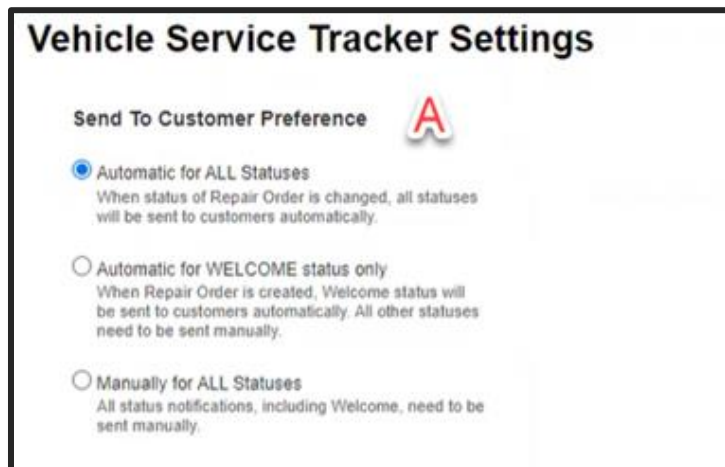 Vehicle Service Tracker Settings
Send To Customer Preference A
Automatic for ALL Statuses
When status of Repair Order is changed, all statuses
will be sent to customers automatically.
Automatic for WELCOME status only
When Repair Order is created, Welcome status will
be sent to customers automatically. All other statuses
need to be sent manually.
Manually for ALL Statuses
All status notifications, including Welcome, need to be
sent manually.